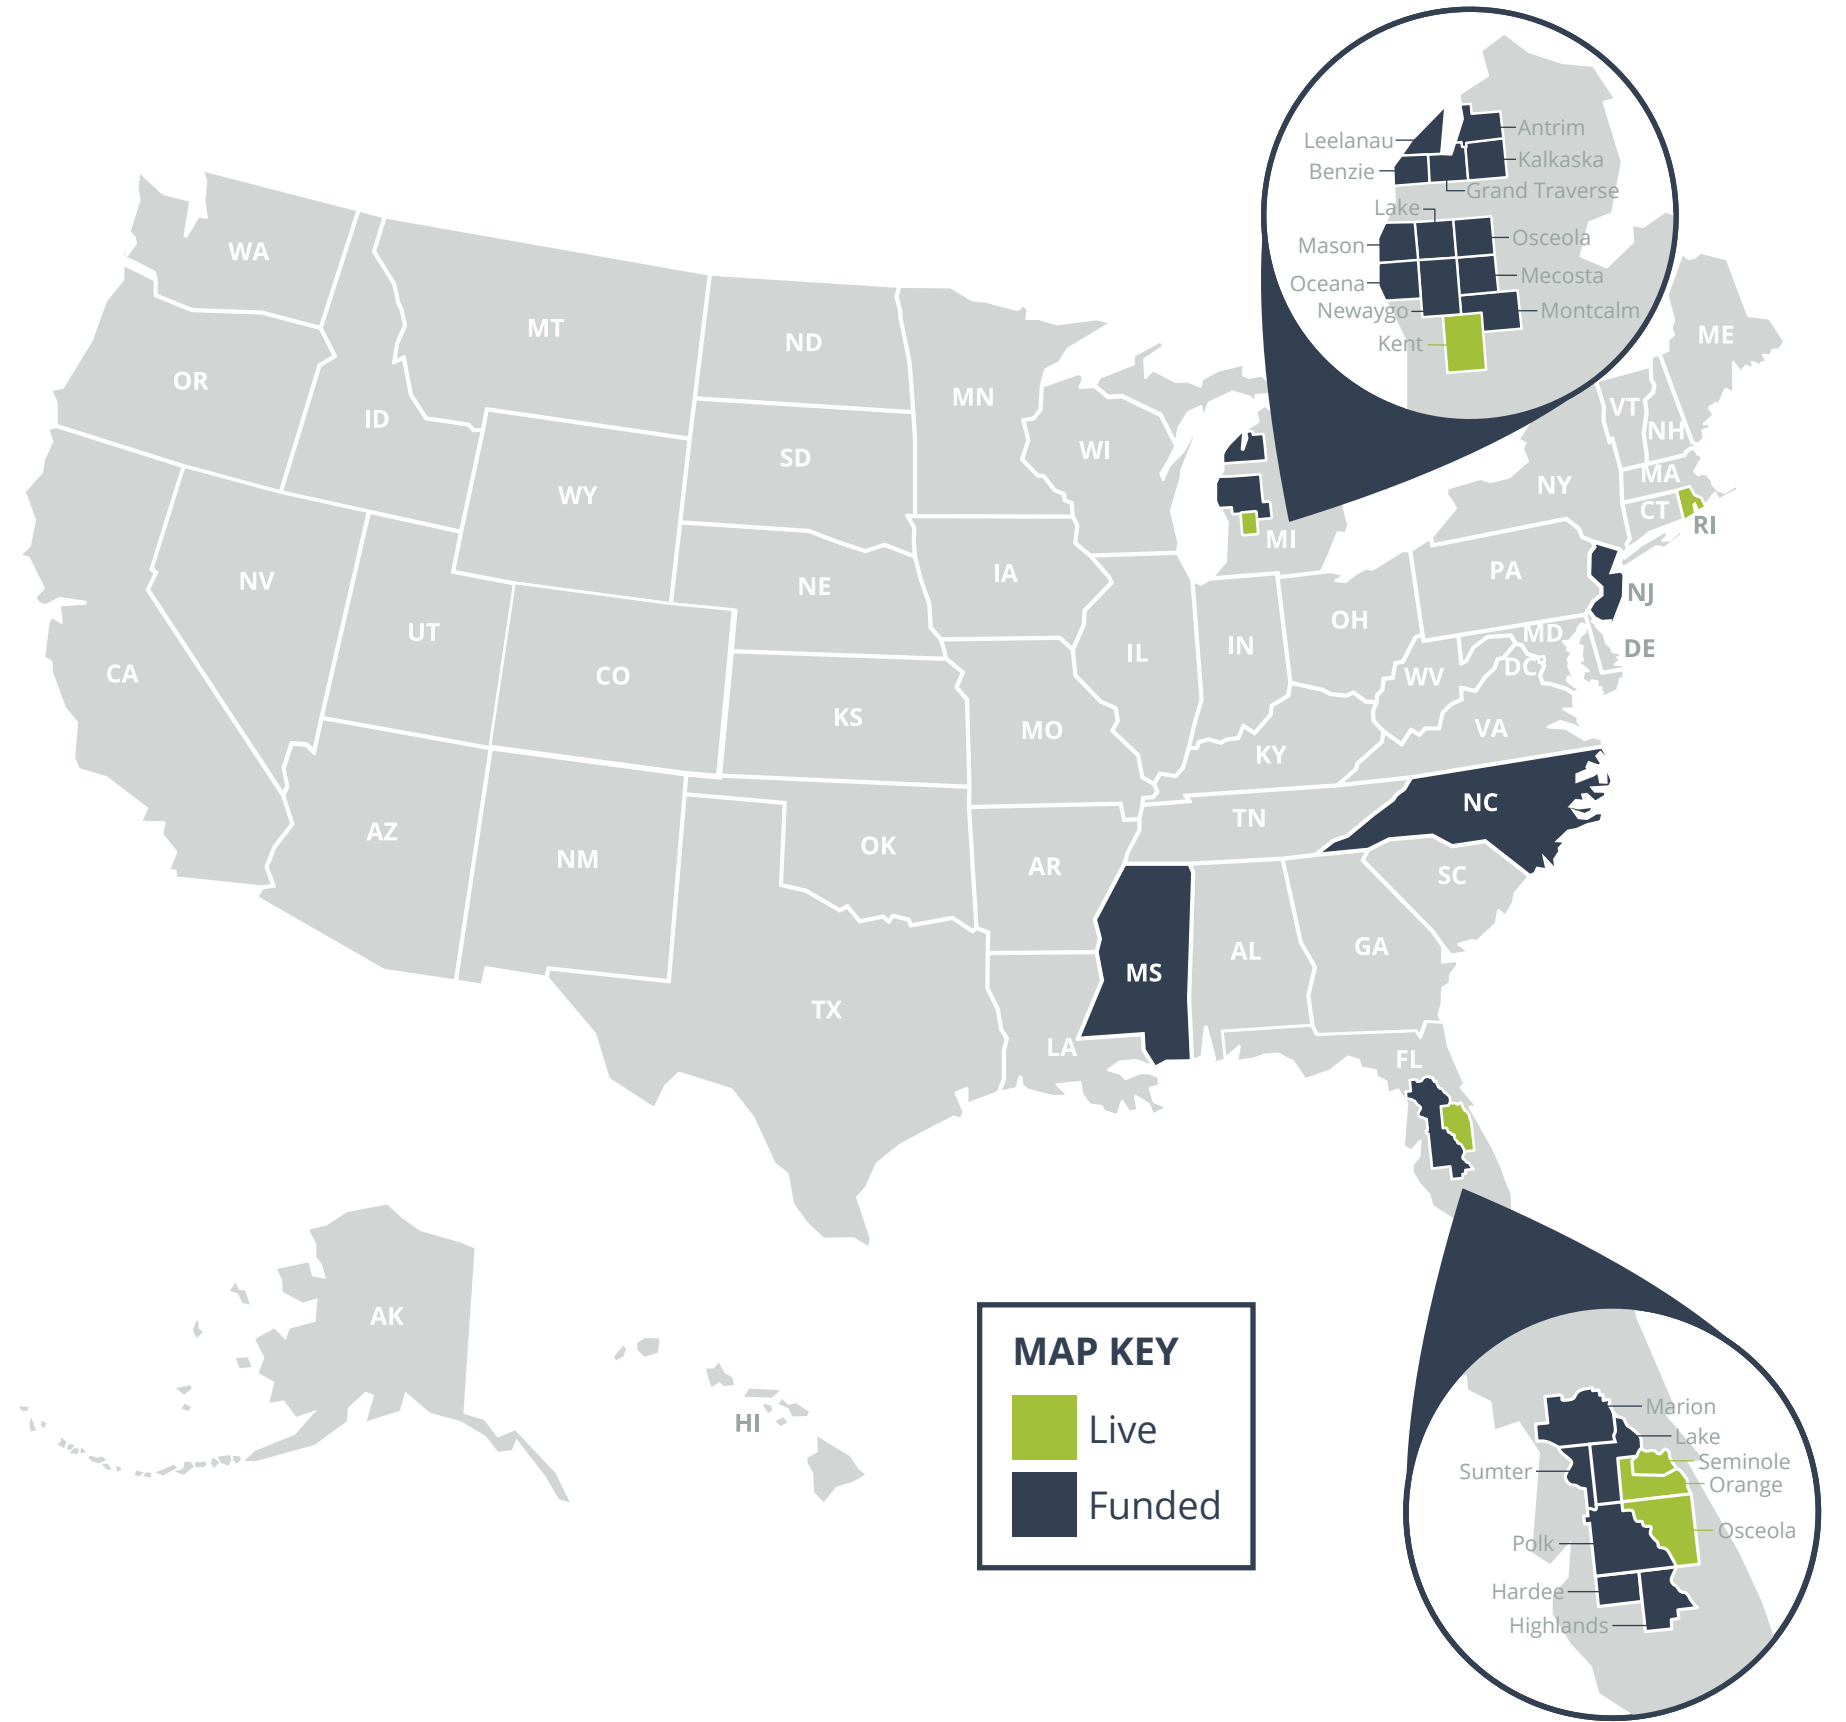 Leelanau
Antrim
Benzie
Kalkaska
Grand Traverse
Lake
Mason
Osceola
Oceana
Mecosta
Newaygo
Montcalm
Kent
WA
MT
ND
MN
ME
OR
ID
VT
NH
WI
SD
WY
NY
MA
CT
RI
MI
IA
PA
NV
NE
NJ
OH
UT
IN
MD
DE
IL
CA
CO
WV
DC
KS
MO
VA
KY
NC
TN
AZ
OK
NM
AR
SC
GA
AL
MS
TX
LA
FL
AK
HI
MAP KEY
Live
Funded
Marion
Lake
Seminole
Sumter
Orange
Osceola
Polk
Hardee
Highlands